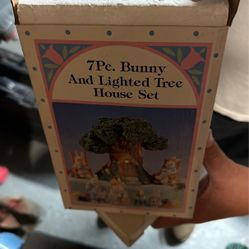 7Pc. Bunny
And Lighted Tree
House Set